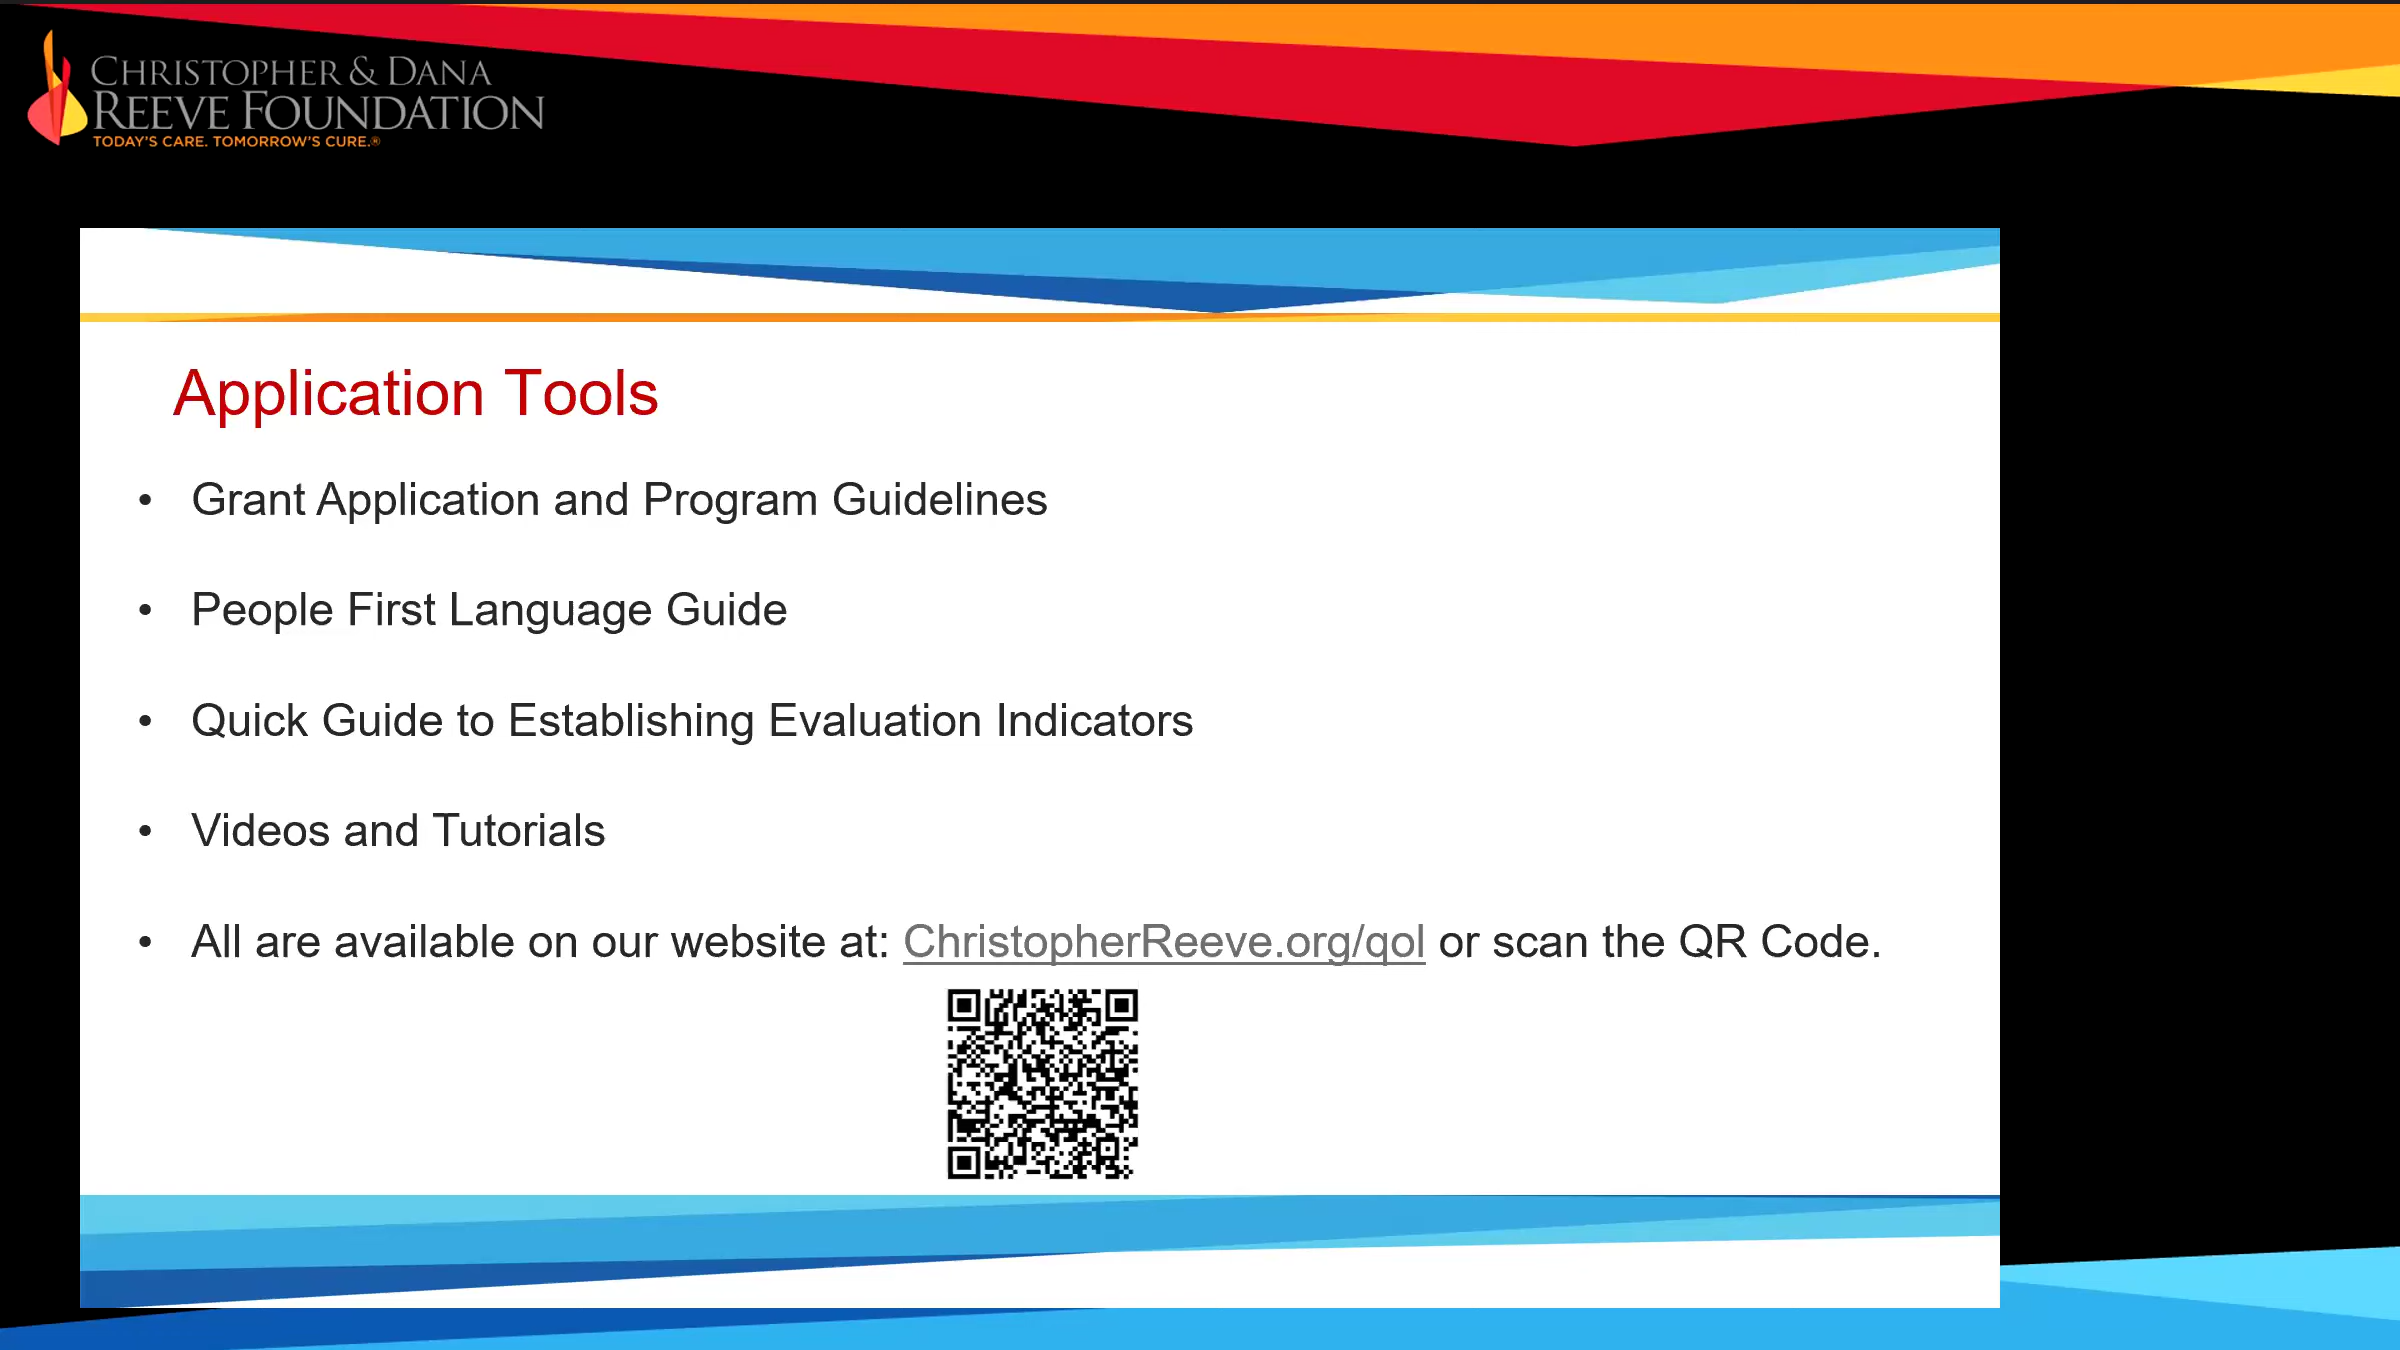 CHRISTOPHER & DANA
REEVE FOUNDATION
TODAY'S CARE. TOMORROW'S CURE.®
Application Tools
• Grant Application and Program Guidelines
• People First Language Guide
• Quick Guide to Establishing Evaluation Indicators
• Videos and Tutorials
• All are available on our website at: ChristopherReeve.org/qol or scan the QR Code.